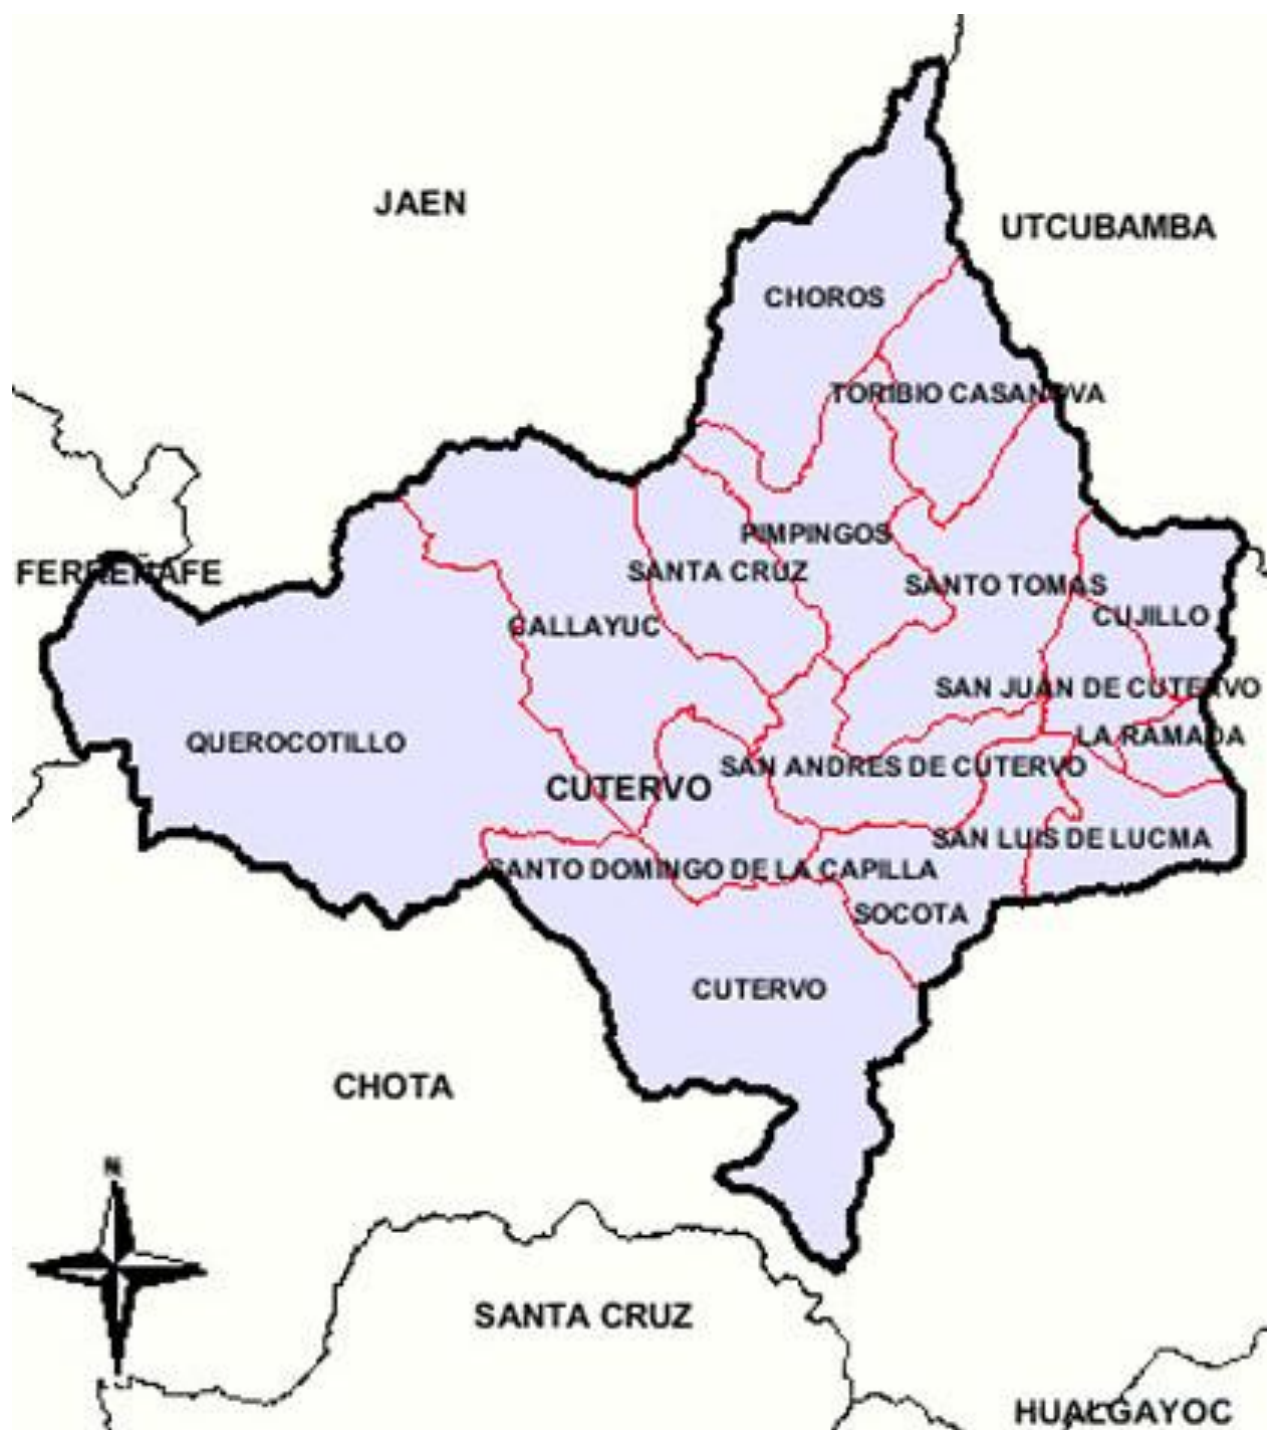 JAEN
UTCUBAMBA
CHOROS
TORIBIO CASANOVA
PIMPINGOS
FERREÑAFE
SANTA CRUZ
SANTO TOMAS
CALLAYUC
CUJILLO
SAN JUAN DE CUTERVO
QUEROCOTILLO
LA RAMADA
SAN ANDRES DE CUTERVO
CUTERVO
SAN LUIS DE LUCMA
SANTO DOMINGO DE LA CAPILLA
SOCOTA
CUTERVO
CHOTA
N
SANTA CRUZ
HUALGAYOC